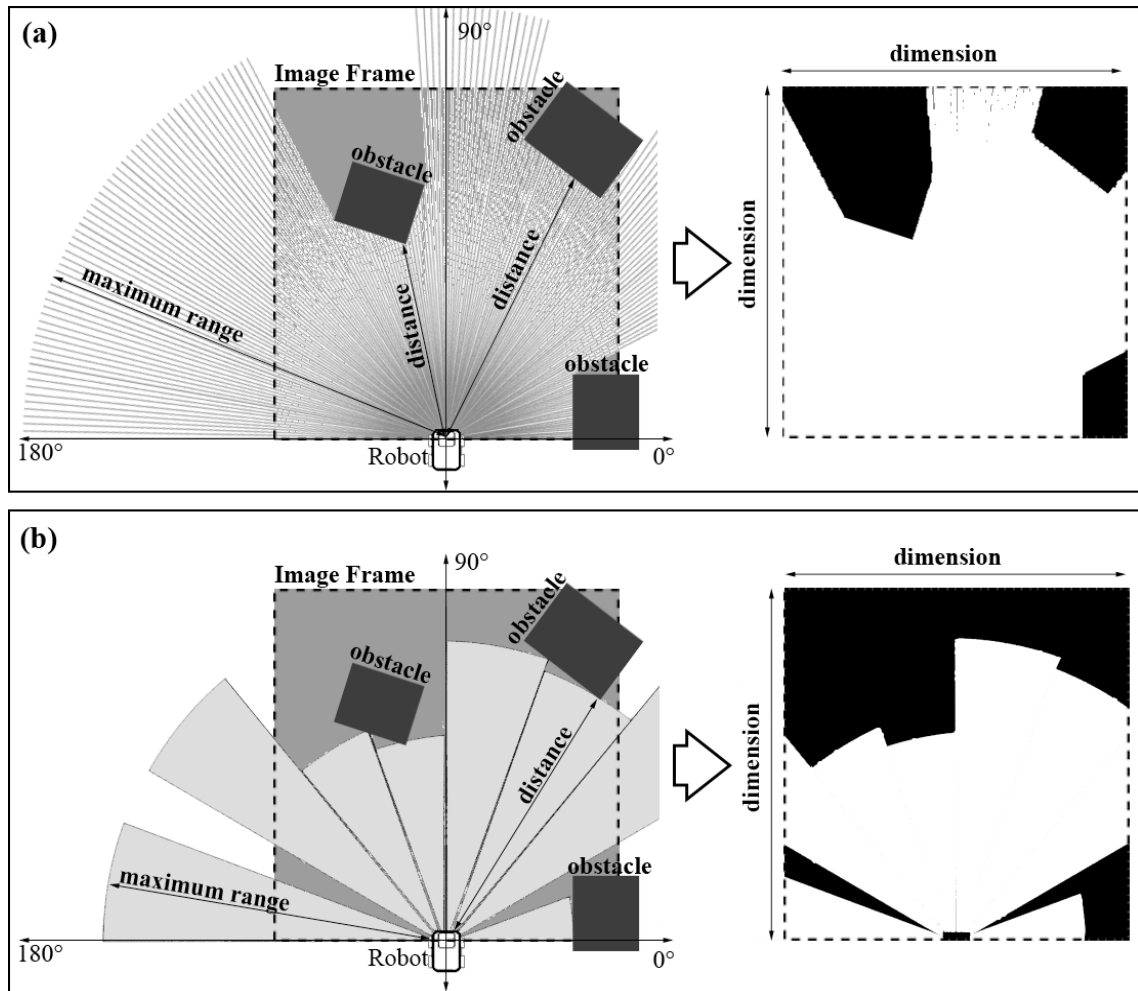 (a)
90°
dimension
Image Frame
obstacle
obstacle
distance
distance
maximum range
obstacle
dimension
180°
Robot
0°
(b)
90°
dimension
Image Frame
obstacle
obstacle
distance
dimension
obstacle
maximum range
180°
Robot
0°